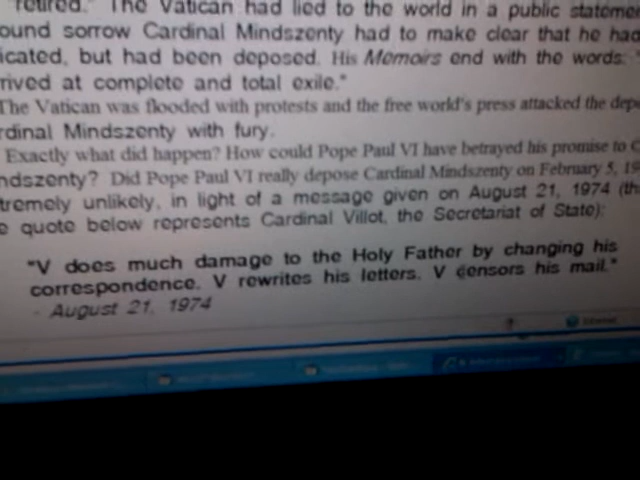 retired." The Vatican had lied to the world in a public stateme
ound sorrow Cardinal Mindszenty had to make clear that he had
icated, but had been deposed. His Memoirs end with the words: "
rrived at complete and total exile."
The Vatican was flooded with protests and the free world's press attacked the depo
rdinal Mindszenty with fury.
Exactly what did happen? How could Pope Paul VI have betrayed his promise to C
ndszenty? Did Pope Paul VI really depose Cardinal Mindszenty on February 5, 19
tremely unlikely, in light of a message given on August 21, 1974 (th
e quote below represents Cardinal Villot, the Secretariat of State):
"V does much damage to the Holy Father by changing his
correspondence. V rewrites his letters. V censors his mail."
- August 21, 1974